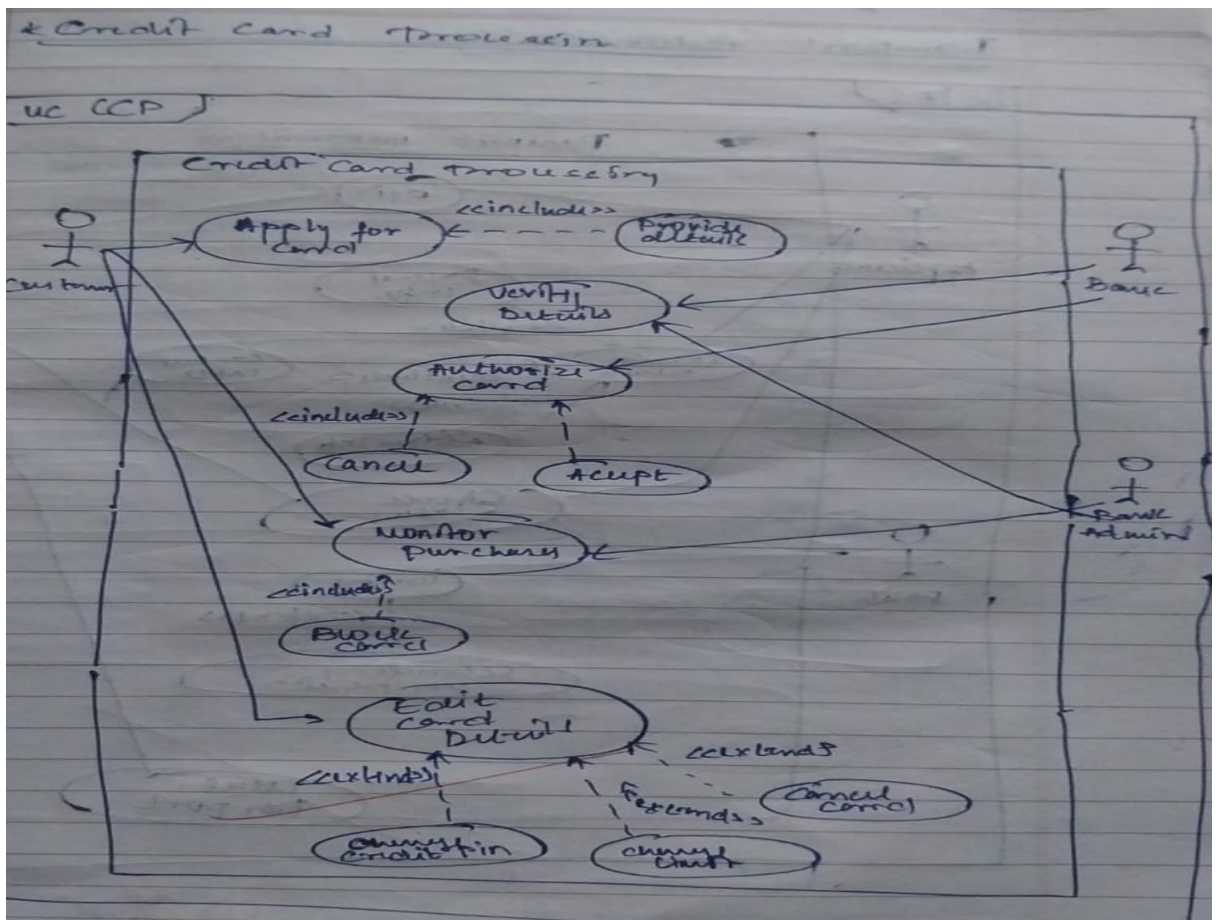 * Credit Card Processin
uc CCP
Credit Card Processing
Apply for
Card
<<include>>
Provide
details
Customer
Bank
Verify
Details
Authorize
Card
<<include>>
Cancel
Accept
Bank
Admin
Monitor
Purchases
<<include>>
Block
Card
Edit
Card
Details
<<extends>>
<<extends>>
<<extends>>
Cancel
Card
Change
Credit pin
Change